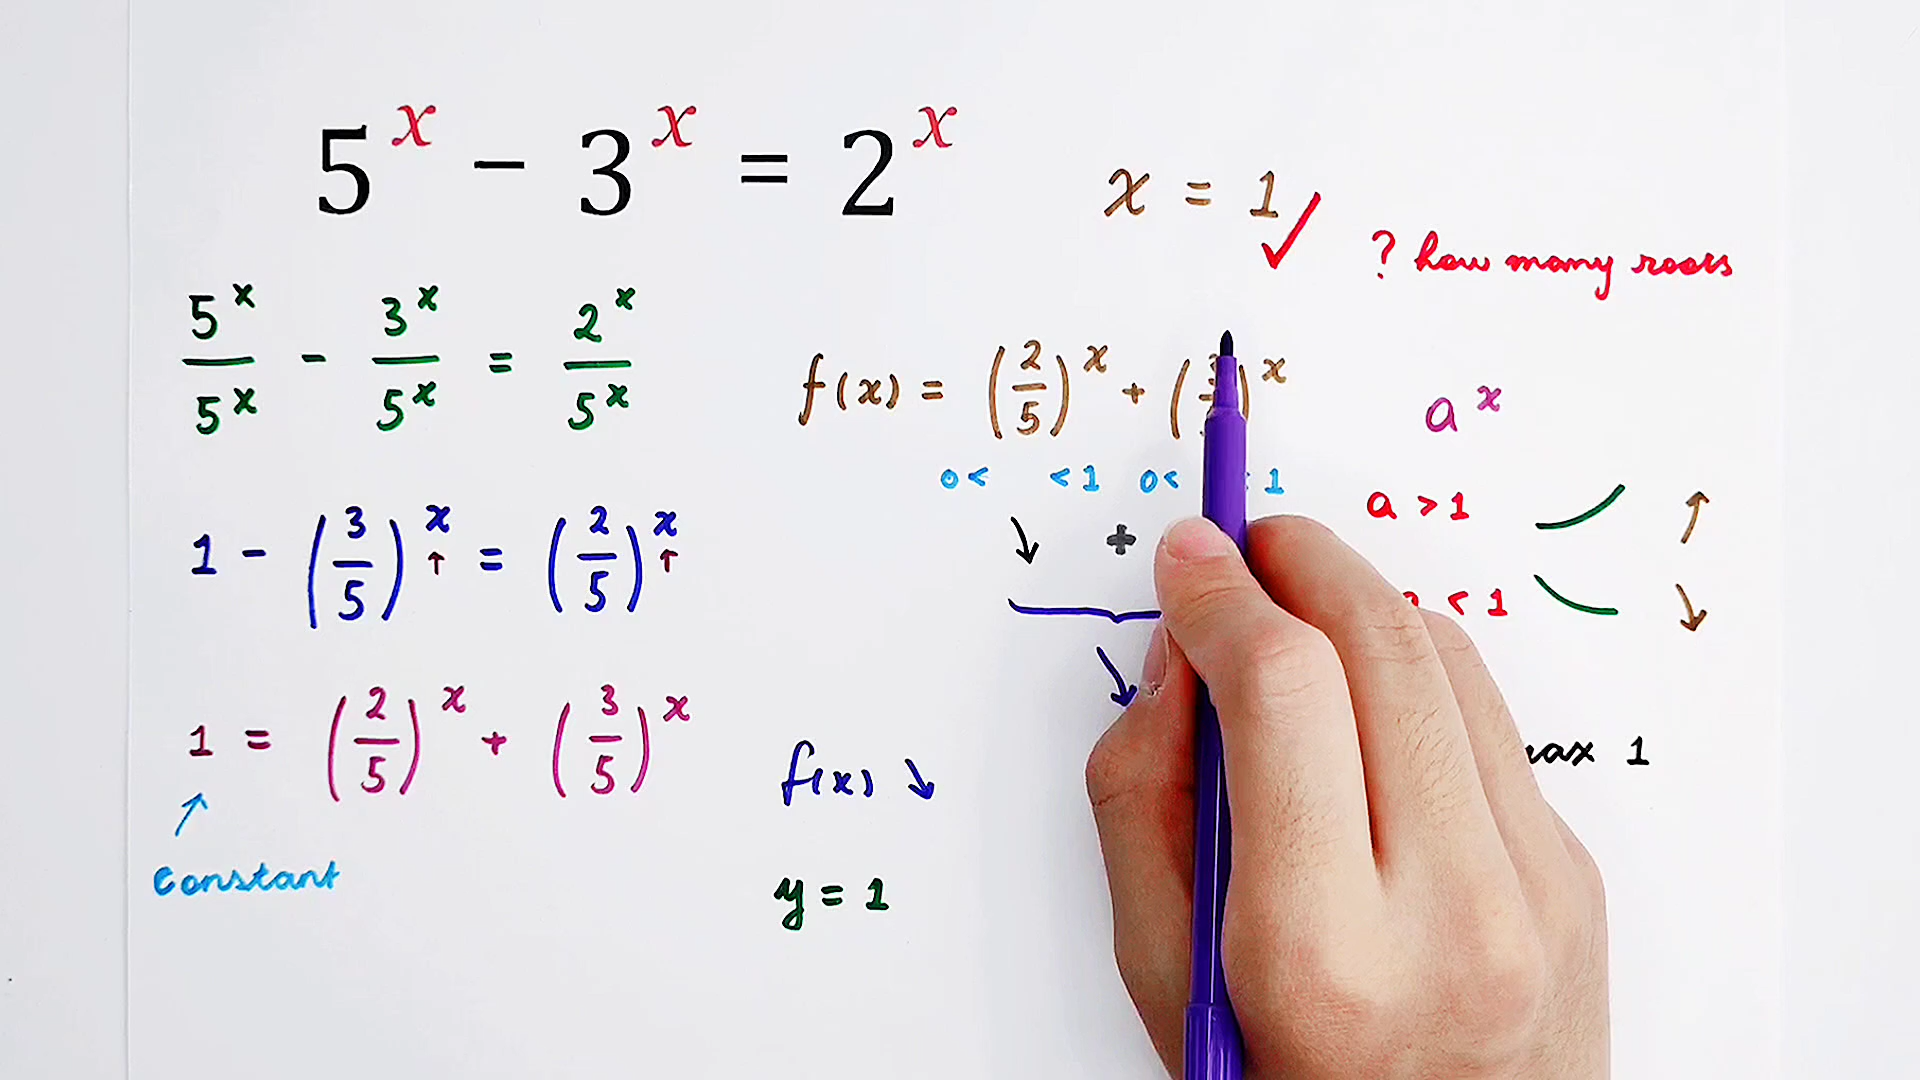 5^x − 3^x = 2^x
x = 1 ✓
? how many roots
5^x/5^x − 3^x/5^x = 2^x/5^x
f(x) = (2/5)^x + ( )^x
a^x
0< <1 0< 1
a > 1 ↑
1 − (3/5)^x ↑ = (2/5)^x ↑
↘ +
< 1 ↘
↘
1 = (2/5)^x + (3/5)^x
f(x) ↘
1
↑
constant
y = 1